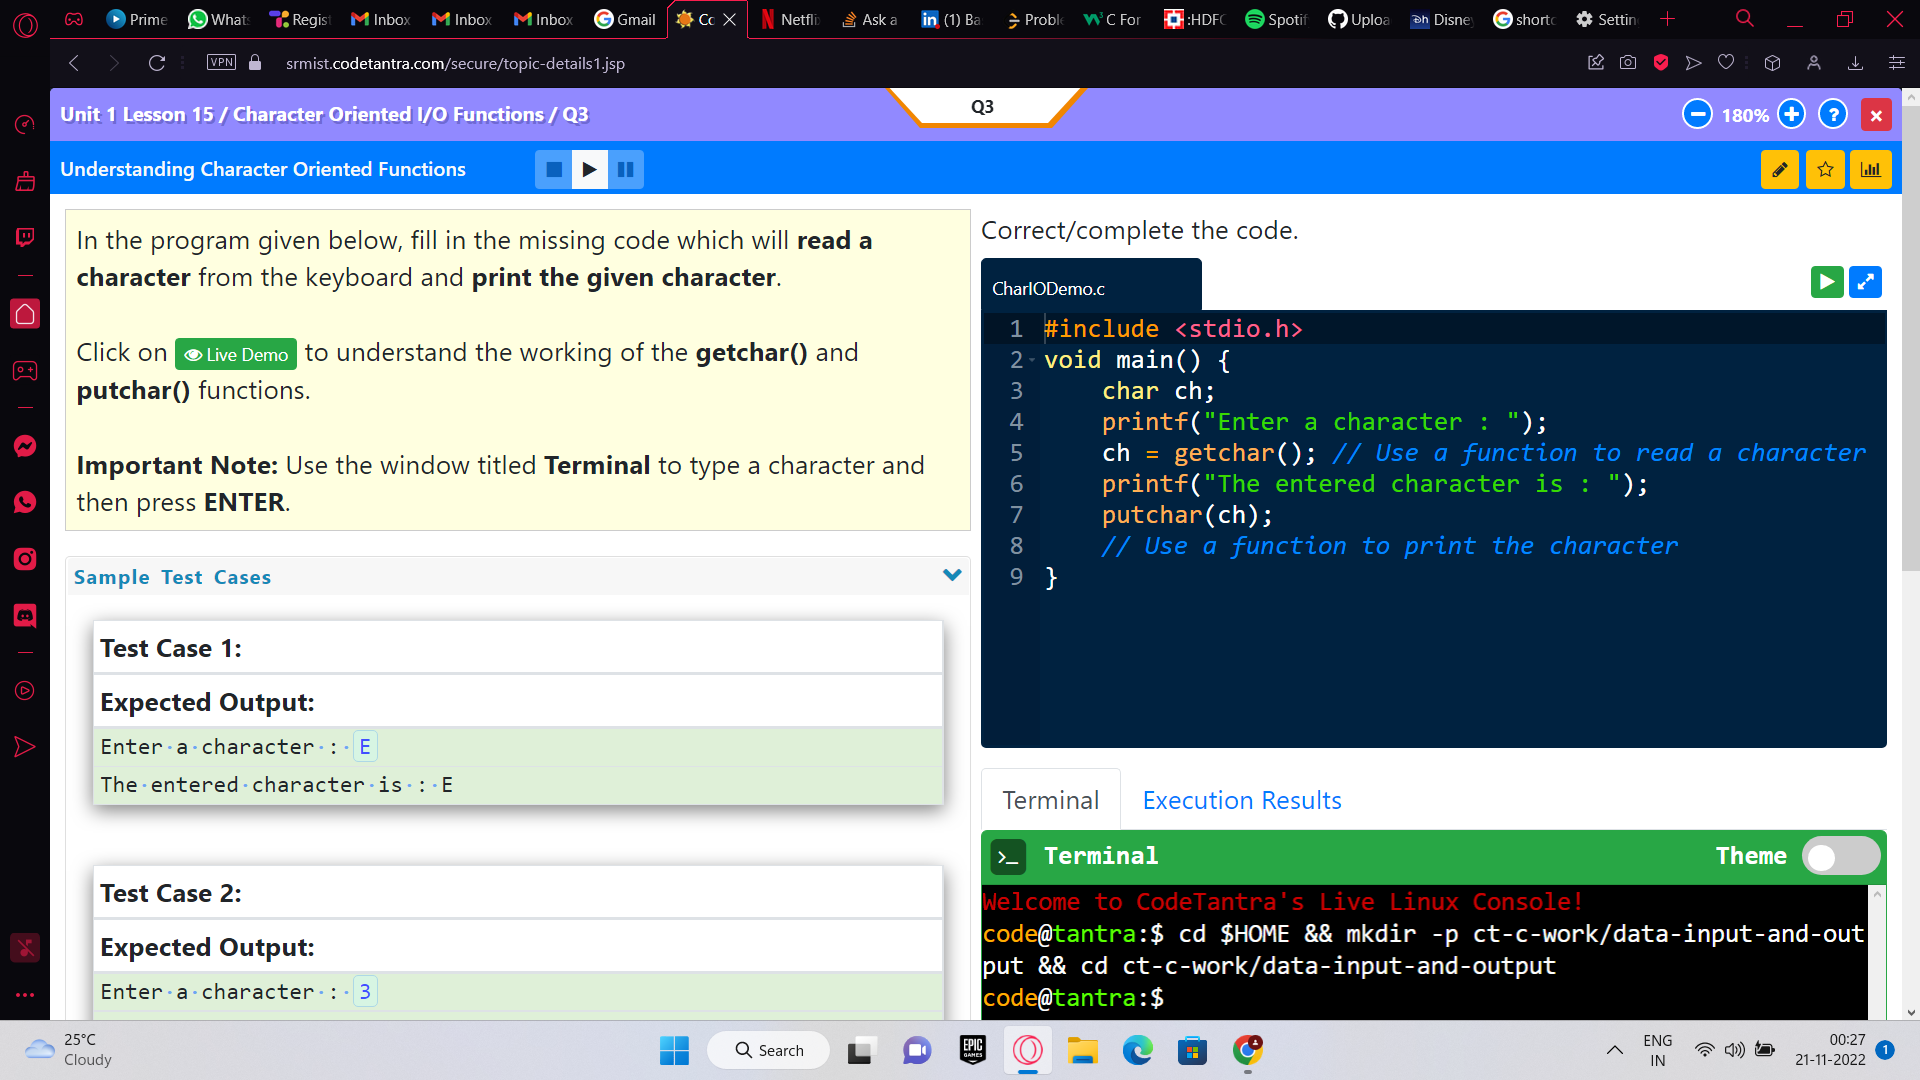 Prime
What
Regist
Inbox
Inbox
Inbox
Gmail
Co
Netfli
Ask a
(1) Ba
Proble
C For
:HDFC
Spotif
Uploa
Disney
shortc
Settin
VPN
srmist.codetantra.com/secure/topic-details1.jsp
Unit 1 Lesson 15 / Character Oriented I/O Functions / Q3
Q3
180%
?
Understanding Character Oriented Functions
In the program given below, fill in the missing code which will read a
character from the keyboard and print the given character.
Click on Live Demo to understand the working of the getchar() and
putchar() functions.
Important Note: Use the window titled Terminal to type a character and
then press ENTER.
Sample Test Cases
Test Case 1:
Expected Output:
Enter·a·character·:·E
The·entered·character·is·:·E
Test Case 2:
Expected Output:
Enter·a·character·:·3
Correct/complete the code.
CharIODemo.c
1 #include <stdio.h>
2 void main() {
3 char ch;
4 printf("Enter a character : ");
5 ch = getchar(); // Use a function to read a character
6 printf("The entered character is : ");
7 putchar(ch);
8 // Use a function to print the character
9 }
Terminal
Execution Results
>_ Terminal
Theme
Welcome to CodeTantra's Live Linux Console!
code@tantra:$ cd $HOME && mkdir -p ct-c-work/data-input-and-out
put && cd ct-c-work/data-input-and-output
code@tantra:$
25°C
Cloudy
Search
EPIC
GAMES
ENG
IN
00:27
21-11-2022
1